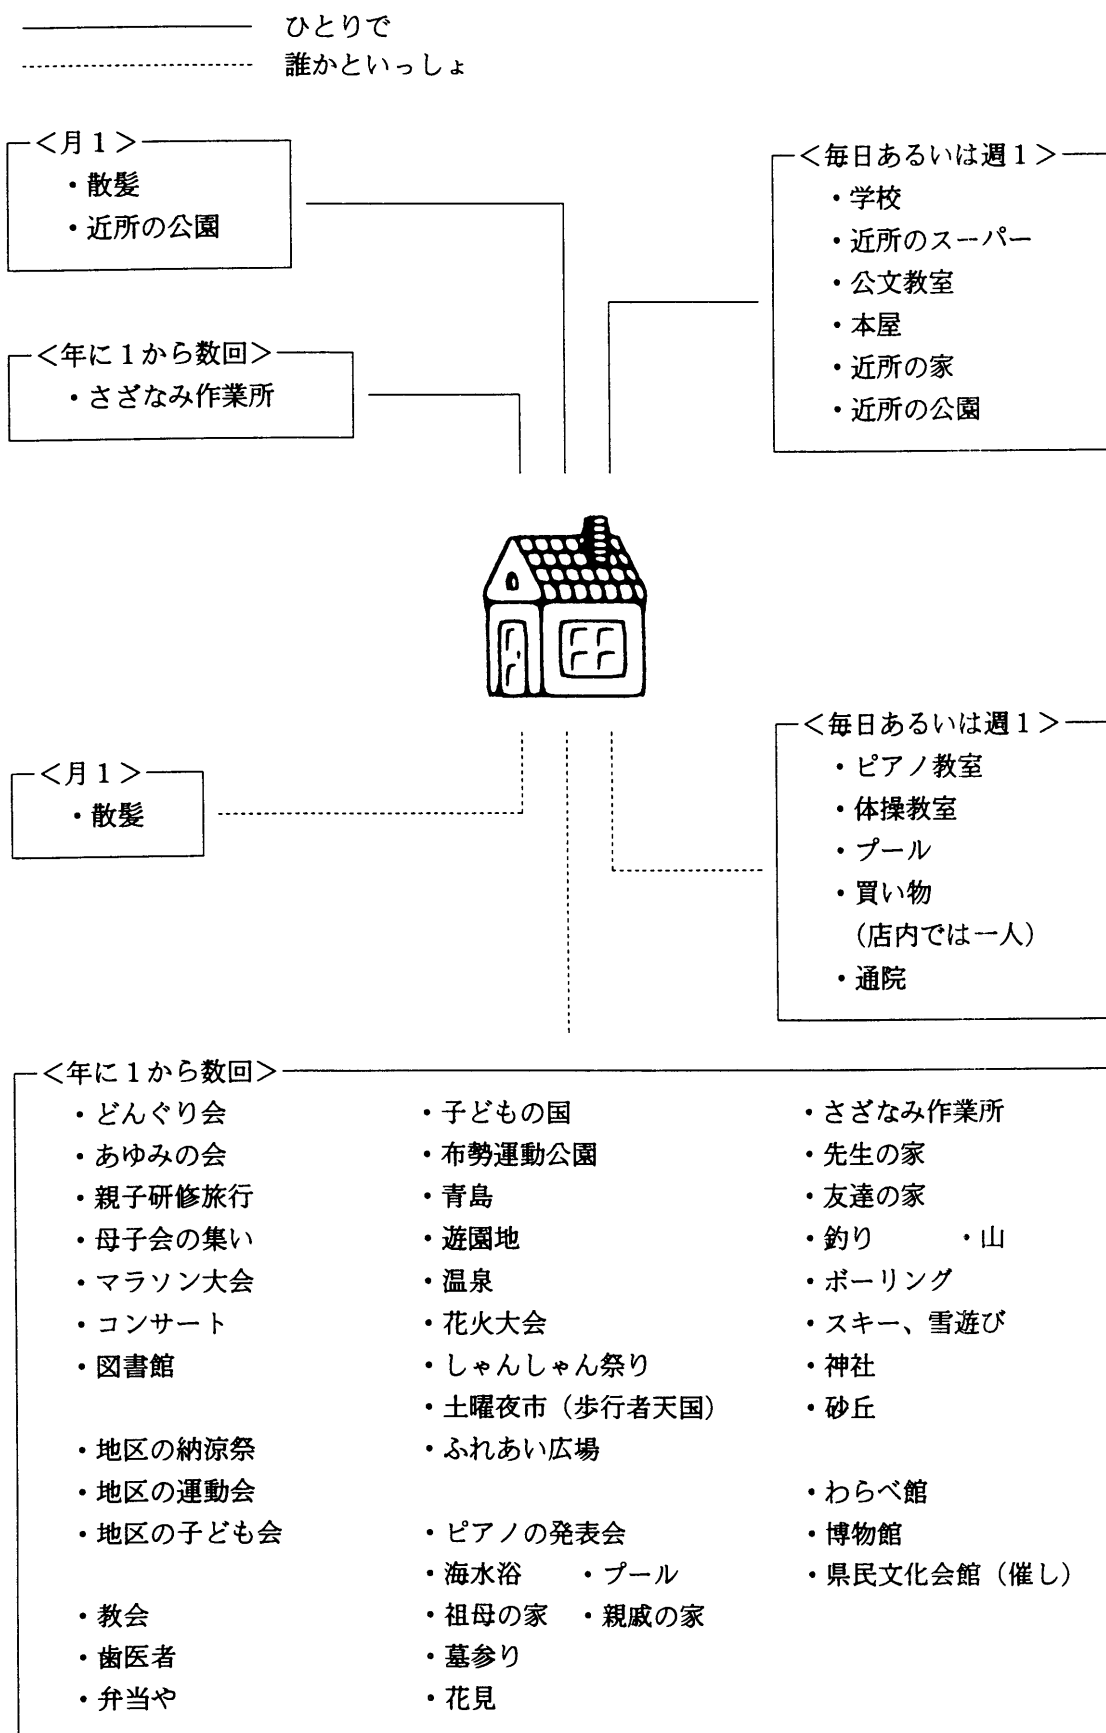 ひとりで
誰かといっしょ
＜月１＞
・散髪
・近所の公園
＜年に１から数回＞
・さざなみ作業所
＜毎日あるいは週１＞
・学校
・近所のスーパー
・公文教室
・本屋
・近所の家
・近所の公園
＜月１＞
・散髪
＜毎日あるいは週１＞
・ピアノ教室
・体操教室
・プール
・買い物
（店内では一人）
・通院
＜年に１から数回＞
・どんぐり会
・あゆみの会
・親子研修旅行
・母子会の集い
・マラソン大会
・コンサート
・図書館
・地区の納涼祭
・地区の運動会
・地区の子ども会
・教会
・歯医者
・弁当や
・子どもの国
・布勢運動公園
・青島
・遊園地
・温泉
・花火大会
・しゃんしゃん祭り
・土曜夜市（歩行者天国）
・ふれあい広場
・ピアノの発表会
・海水浴　・プール
・祖母の家　・親戚の家
・墓参り
・花見
・さざなみ作業所
・先生の家
・友達の家
・釣り　・山
・ボーリング
・スキー、雪遊び
・神社
・砂丘
・わらべ館
・博物館
・県民文化会館（催し）